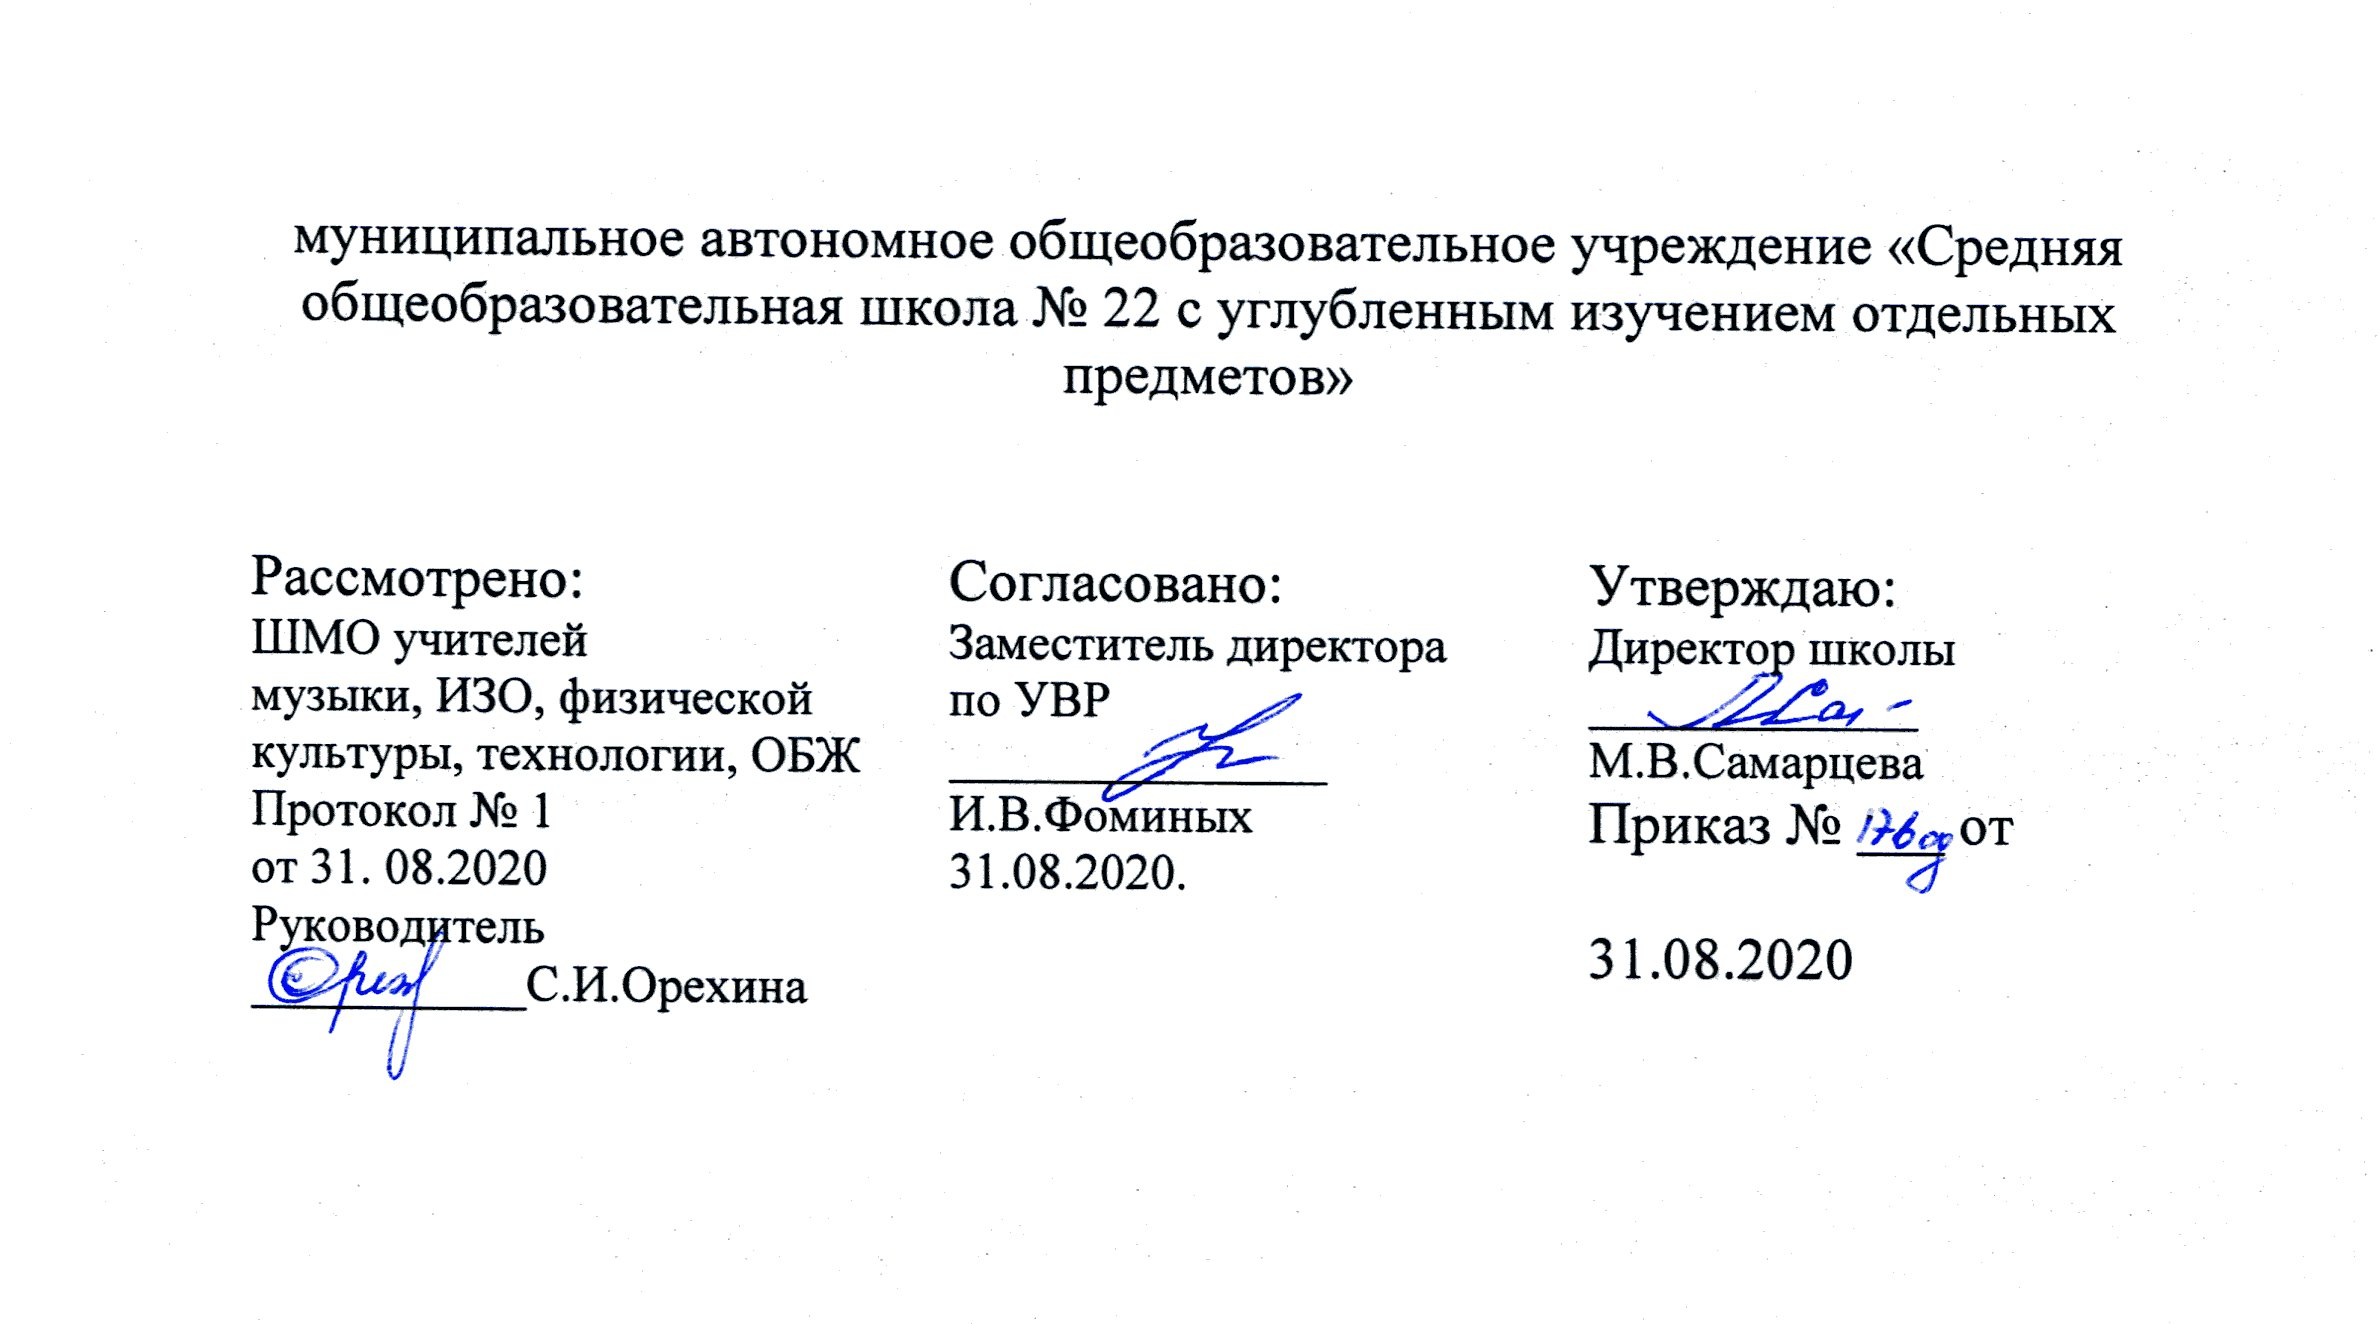 муниципальное автономное общеобразовательное учреждение «Средняя
общеобразовательная школа № 22 с углубленным изучением отдельных
предметов»
Рассмотрено:
ШМО учителей
музыки, ИЗО, физической
культуры, технологии, ОБЖ
Протокол № 1
от 31. 08.2020
Руководитель
С.И.Орехина
Согласовано:
Заместитель директора
по УВР
И.В.Фоминых
31.08.2020.
Утверждаю:
Директор школы
М.В.Самарцева
Приказ № 176од от
31.08.2020